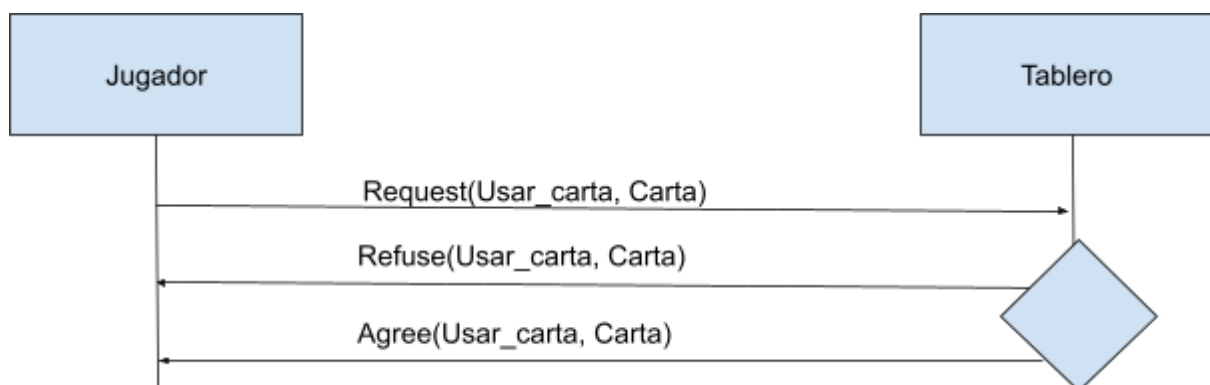 Jugador
Tablero
Request(Usar_carta, Carta)
Refuse(Usar_carta, Carta)
Agree(Usar_carta, Carta)